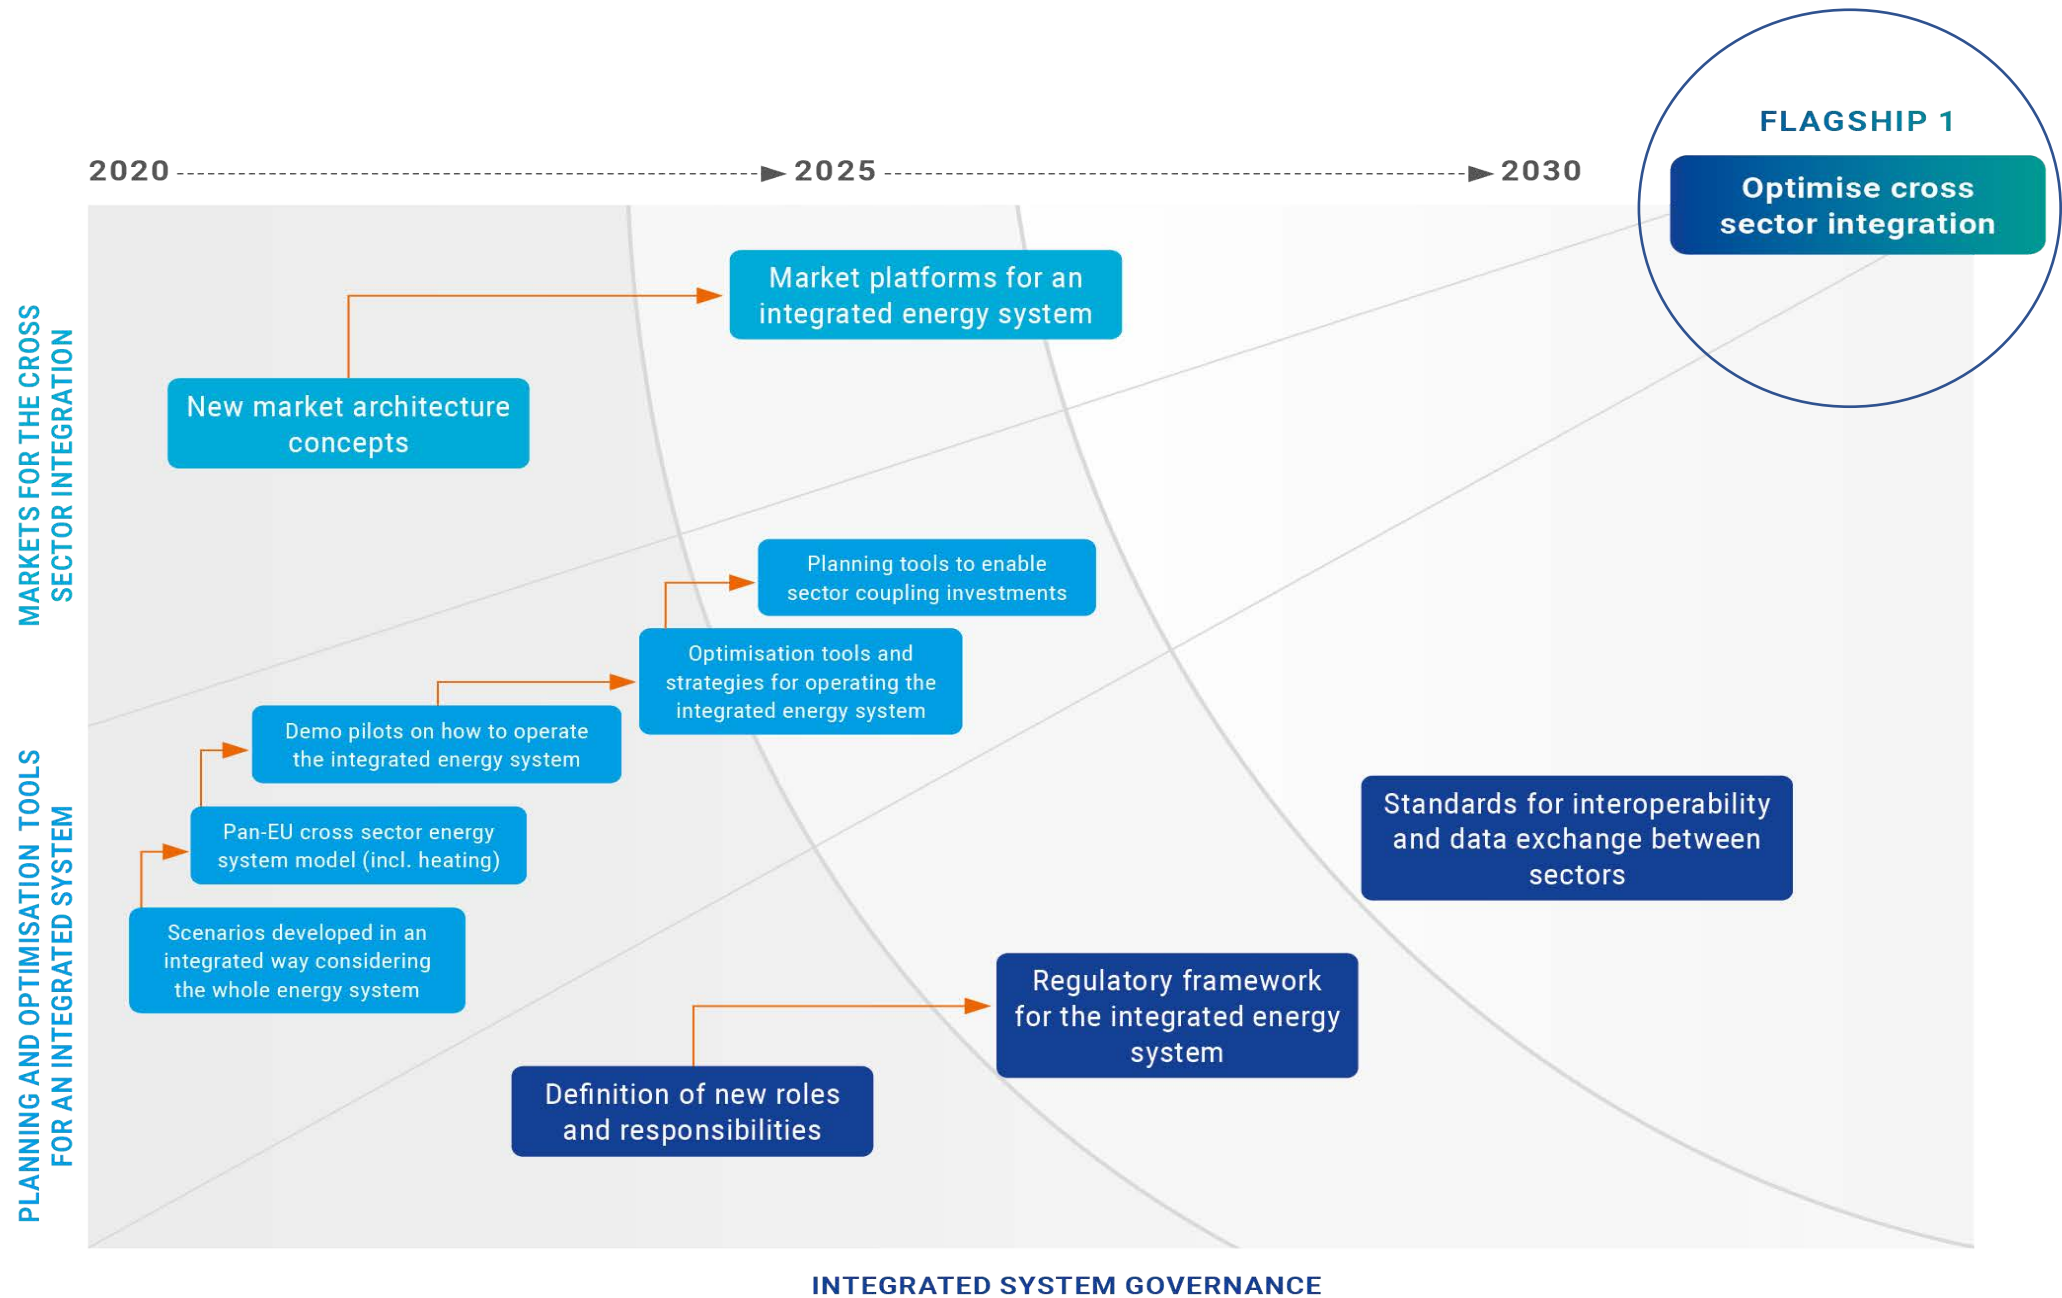 FLAGSHIP 1
Optimise cross
sector integration
2020
2025
2030
MARKETS FOR THE CROSS
SECTOR INTEGRATION
Market platforms for an
integrated energy system
New market architecture
concepts
PLANNING AND OPTIMISATION TOOLS
FOR AN INTEGRATED SYSTEM
Planning tools to enable
sector coupling investments
Optimisation tools and
strategies for operating the
integrated energy system
Demo pilots on how to operate
the integrated energy system
Pan-EU cross sector energy
system model (incl. heating)
Scenarios developed in an
integrated way considering
the whole energy system
Standards for interoperability
and data exchange between
sectors
Regulatory framework
for the integrated energy
system
Definition of new roles
and responsibilities
INTEGRATED SYSTEM GOVERNANCE